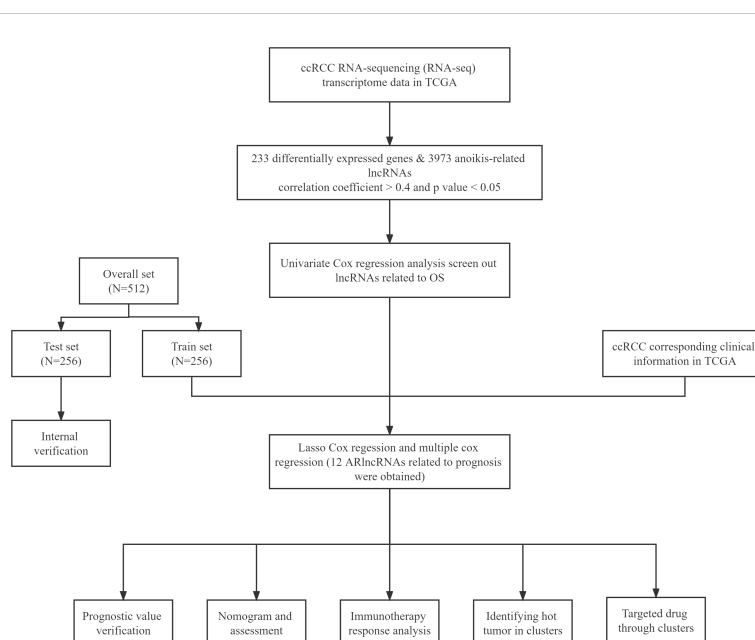 ccRCC RNA-sequencing (RNA-seq)
transcriptome data in TCGA
233 differentially expressed genes & 3973 anoikis-related
lncRNAs
correlation coefficient > 0.4 and p value < 0.05
Univariate Cox regression analysis screen out
lncRNAs related to OS
Overall set
(N=512)
Test set
(N=256)
Train set
(N=256)
ccRCC corresponding clinical
information in TCGA
Internal
verification
Lasso Cox regession and multiple cox
regression (12 ARlncRNAs related to prognosis
were obtained)
Prognostic value
verification
Nomogram and
assessment
Immunotherapy
response analysis
Identifying hot
tumor in clusters
Targeted drug
through clusters